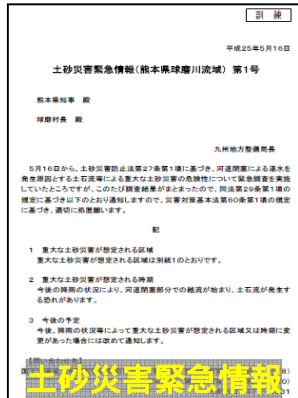 訓 練
平成25年5月16日
土砂災害緊急情報(熊本県球磨川流域) 第1号
熊本県知事 殿
球磨村長 殿
九州地方整備局長
5月16日から、土砂災害防止法第27条第1項に基づき、河道閉塞による湛水を
発生原因とする土石流等による重大な土砂災害の危険性について緊急調査を実施
していたところですが、このたび調査結果がまとまったので、同法第29条第1項の
規定に基づき以下のとおり通知しますので、災害対策基本法第60条第1項の規定
に基づき、適切に処置願います。
記
1 重大な土砂災害が想定される区域
重大な土砂災害が想定される区域は別紙1のとおりです。
2 重大な土砂災害が想定される時期
今後の降雨の状況により、河道閉塞部分での越流が始まり、土石流が発生す
る恐れがあります。
3 今後の予定
今後、降雨の状況等によって重大な土砂災害が想定される区域又は時期に変
更があった場合には改めて通知します。
土砂災害緊急情報